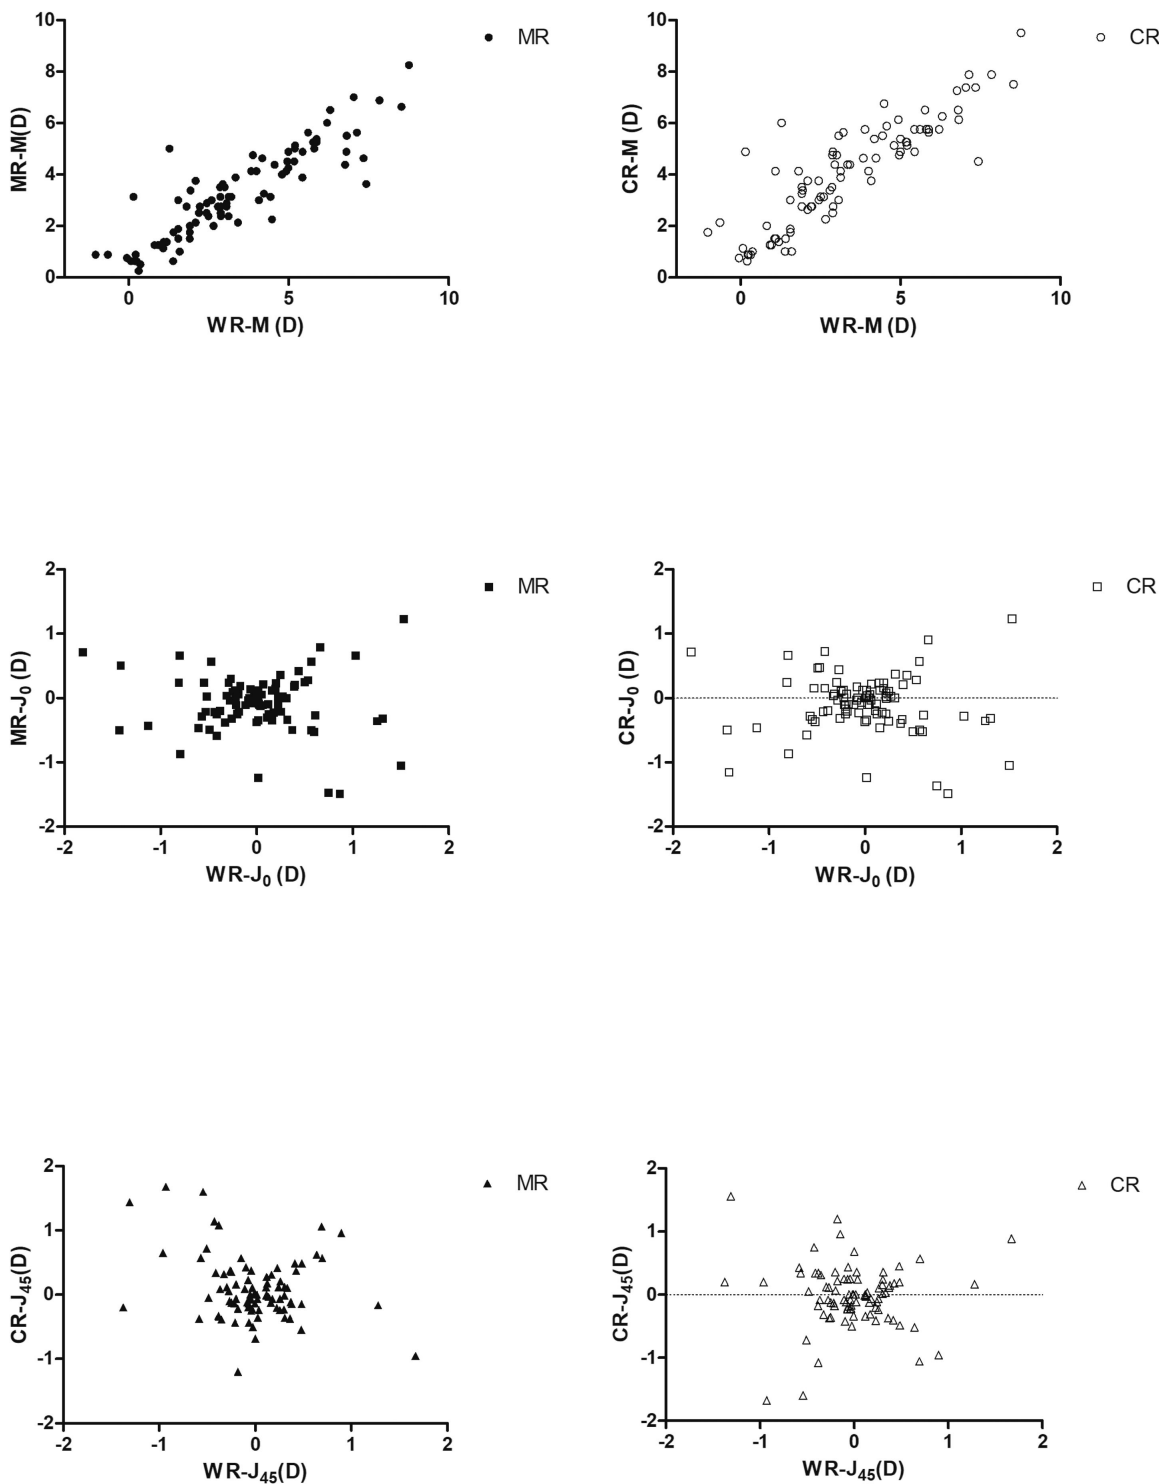 10
8
6
4
2
0
MR-M(D)
0 5 10
WR-M (D)
MR
10
8
6
4
2
0
CR-M (D)
0 5 10
WR-M (D)
CR
2
1
0
-1
-2
MR-J0 (D)
-2 -1 0 1 2
WR-J0 (D)
MR
2
1
0
-1
-2
CR-J0 (D)
-2 -1 0 1 2
WR-J0 (D)
CR
2
1
0
-1
-2
CR-J45(D)
-2 -1 0 1 2
WR-J45(D)
MR
2
1
0
-1
-2
CR-J45(D)
-2 -1 0 1 2
WR-J45(D)
CR